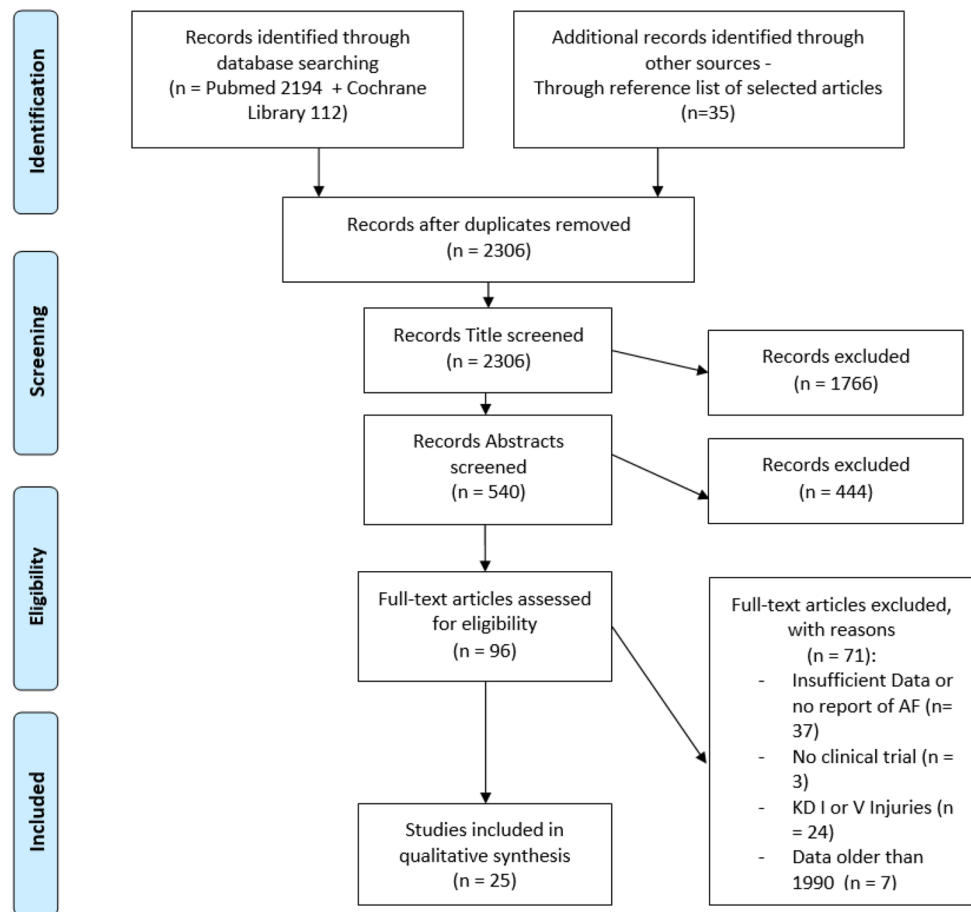 Identification
Records identified through
database searching
(n = Pubmed 2194 + Cochrane
Library 112)
Additional records identified through
other sources -
Through reference list of selected articles
(n=35)
Records after duplicates removed
(n = 2306)
Screening
Records Title screened
(n = 2306)
Records excluded
(n = 1766)
Records Abstracts
screened
(n = 540)
Records excluded
(n = 444)
Eligibility
Full-text articles assessed
for eligibility
(n = 96)
Full-text articles excluded,
with reasons
(n = 71):
- Insufficient Data or
no report of AF (n=
37)
- No clinical trial (n =
3)
- KD I or V Injuries (n
= 24)
- Data older than
1990 (n = 7)
Included
Studies included in
qualitative synthesis
(n = 25)